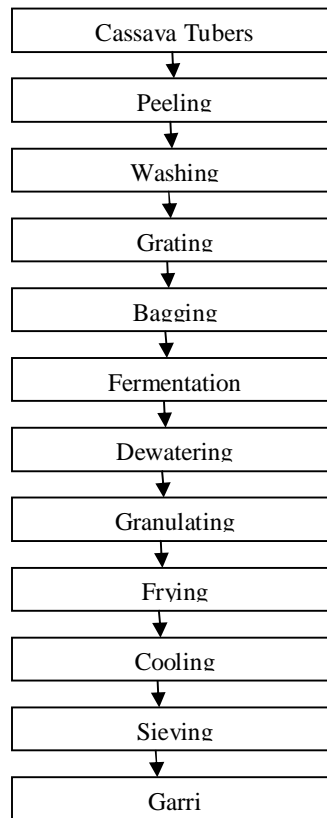 Cassava Tubers
Peeling
Washing
Grating
Bagging
Fermentation
Dewatering
Granulating
Frying
Cooling
Sieving
Garri